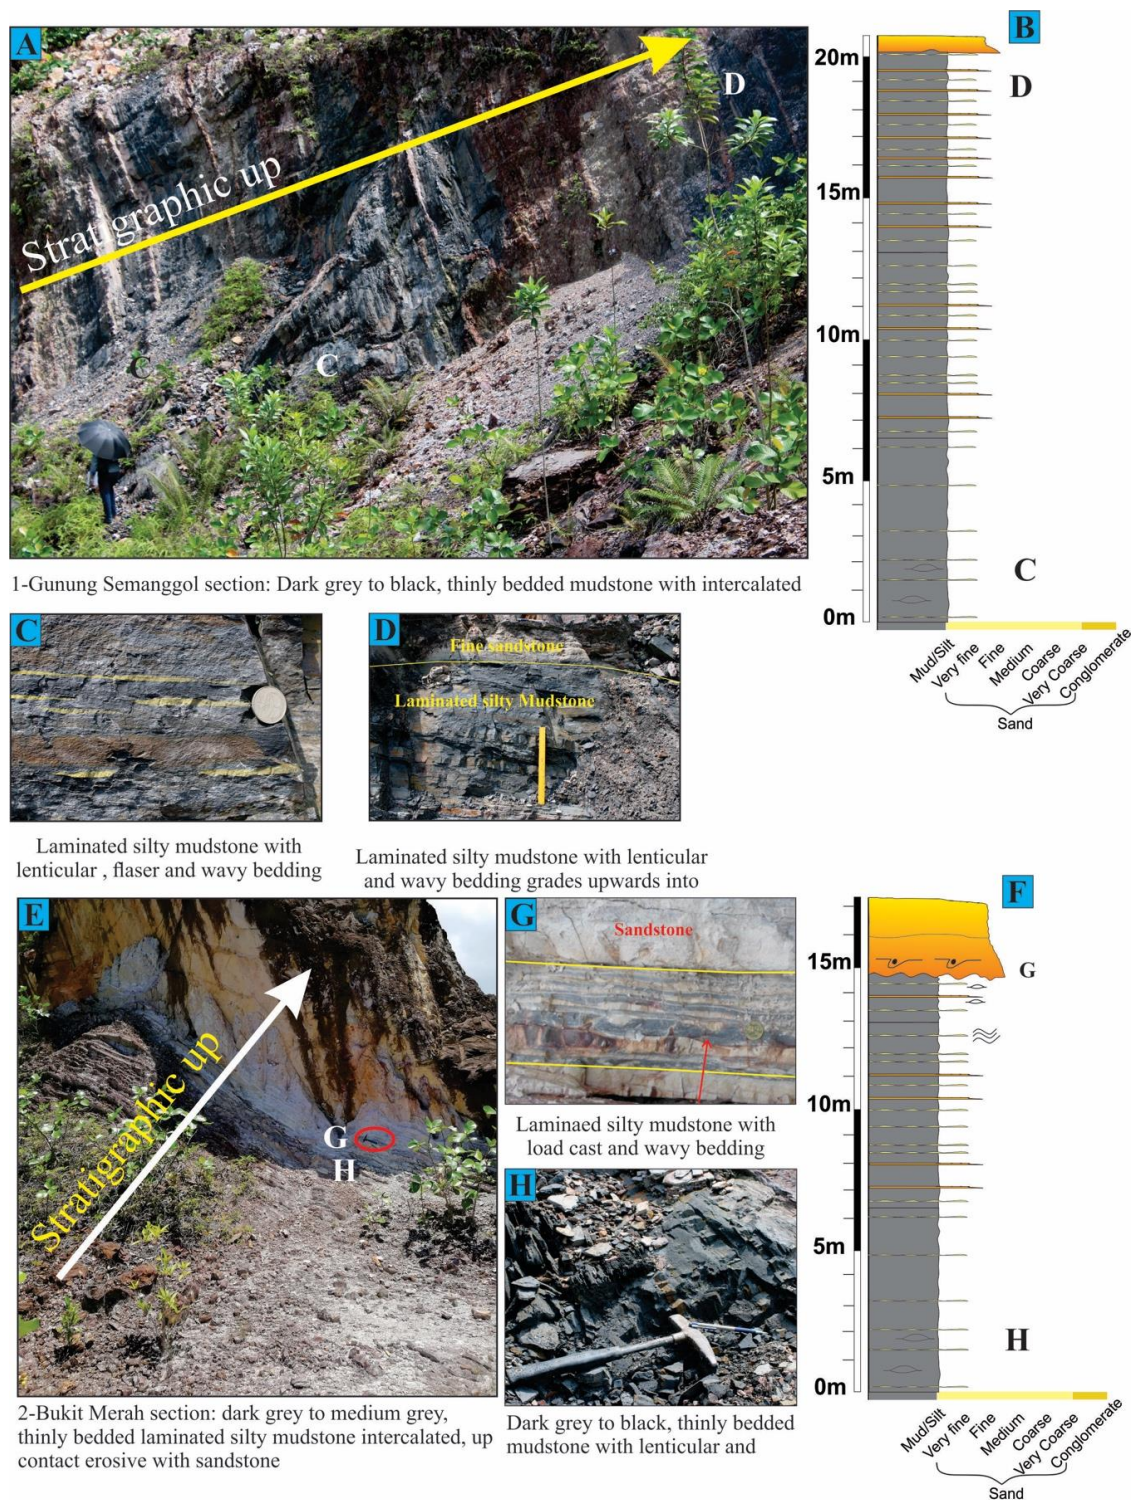 A
Stratigraphic up
D
C
C
B
20m
D
15m
10m
5m
C
0m
Mud/Silt
Very fine
Fine
Medium
Coarse
Very Coarse
Conglomerate
Sand
1-Gunung Semanggol section: Dark grey to black, thinly bedded mudstone with intercalated
C
Laminated silty mudstone with
lenticular , flaser and wavy bedding
D
Fine sandstone
Laminated silty Mudstone
Laminated silty mudstone with lenticular
and wavy bedding grades upwards into
E
Stratigraphic up
G
H
2-Bukit Merah section: dark grey to medium grey,
thinly bedded laminated silty mudstone intercalated, up
contact erosive with sandstone
G
Sandstone
Laminaed silty mudstone with
load cast and wavy bedding
H
Dark grey to black, thinly bedded
mudstone with lenticular and
F
15m
G
10m
5m
H
0m
Mud/Silt
Very fine
Fine
Medium
Coarse
Very Coarse
Conglomerate
Sand